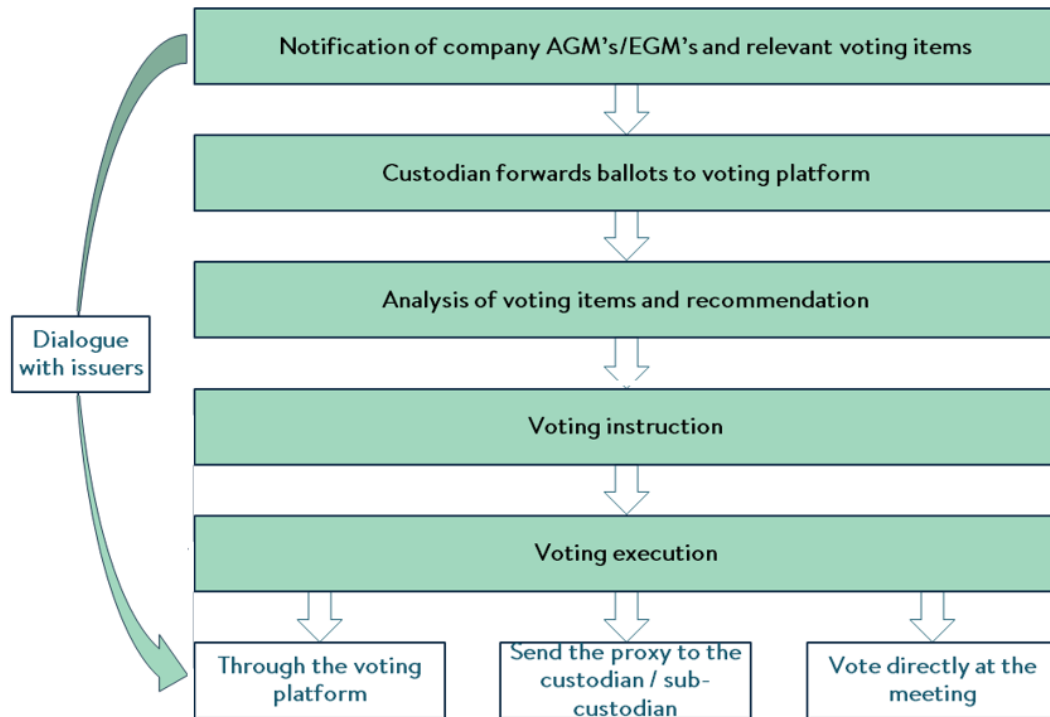 Notification of company AGM's/EGM's and relevant voting items
Custodian forwards ballots to voting platform
Analysis of voting items and recommendation
Dialogue
with issuers
Voting instruction
Voting execution
Through the voting
platform
Send the proxy to the
custodian / sub-
custodian
Vote directly at the
meeting